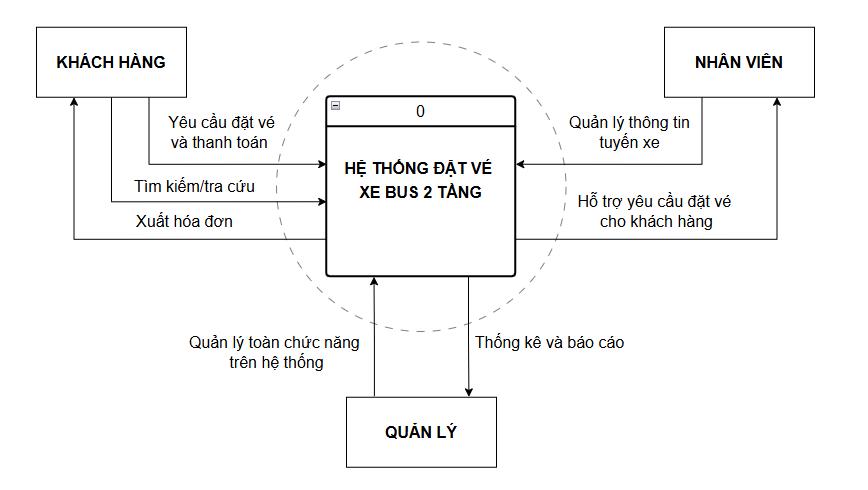 KHÁCH HÀNG
NHÂN VIÊN
0
Yêu cầu đặt vé
và thanh toán
Quản lý thông tin
tuyến xe
HỆ THỐNG ĐẶT VÉ
XE BUS 2 TẦNG
Tìm kiếm/tra cứu
Xuất hóa đơn
Hỗ trợ yêu cầu đặt vé
cho khách hàng
Quản lý toàn chức năng
trên hệ thống
Thống kê và báo cáo
QUẢN LÝ